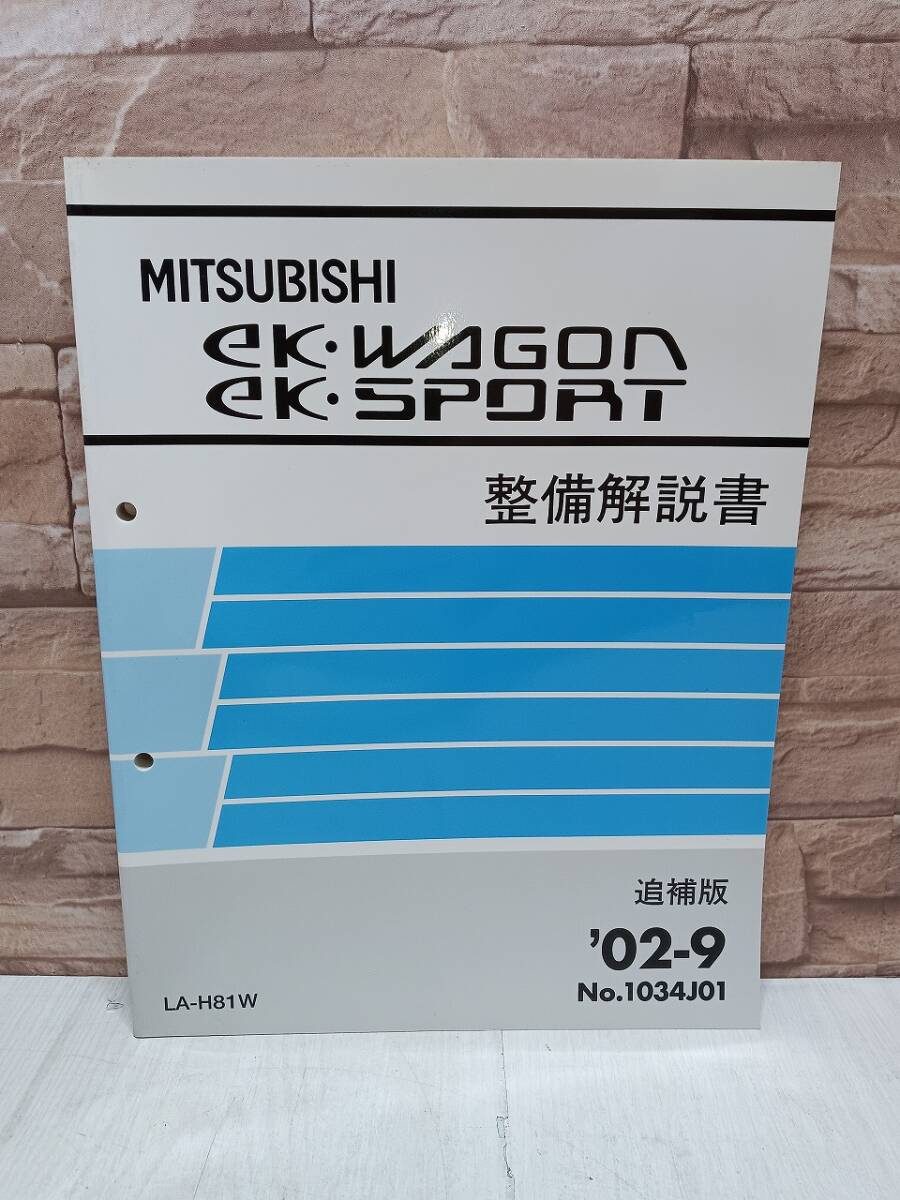 MITSUBISHI
eK·WAGON
eK·SPORT
整備解説書
追補版
'02-9
No.1034J01
LA-H81W